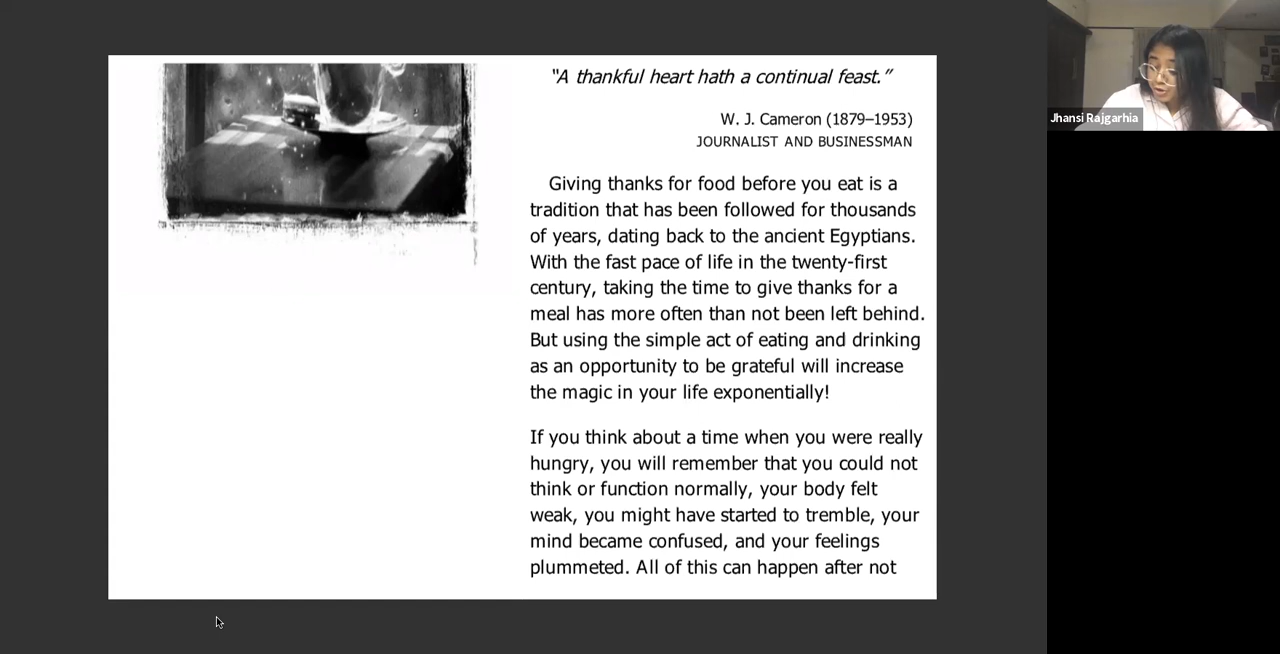 “A thankful heart hath a continual feast.”
W. J. Cameron (1879–1953)
JOURNALIST AND BUSINESSMAN
Giving thanks for food before you eat is a
tradition that has been followed for thousands
of years, dating back to the ancient Egyptians.
With the fast pace of life in the twenty-first
century, taking the time to give thanks for a
meal has more often than not been left behind.
But using the simple act of eating and drinking
as an opportunity to be grateful will increase
the magic in your life exponentially!
If you think about a time when you were really
hungry, you will remember that you could not
think or function normally, your body felt
weak, you might have started to tremble, your
mind became confused, and your feelings
plummeted. All of this can happen after not
Jhansi Rajgarhia